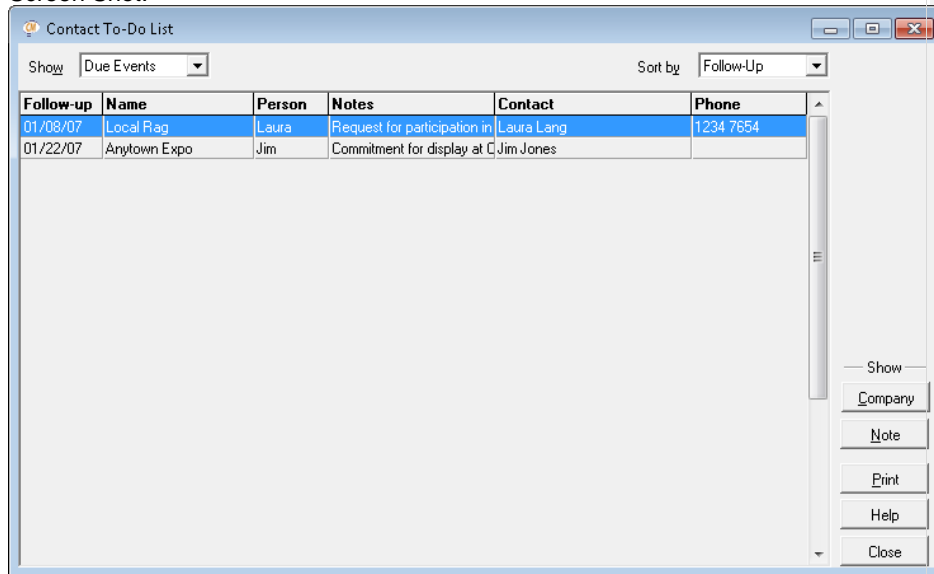 Contact To-Do List
Show Due Events Sort by Follow-Up
Follow-up Name Person Notes Contact Phone
01/08/07 Local Rag Laura Request for participation in Laura Lang 1234 7654
01/22/07 Anytown Expo Jim Commitment for display at Jim Jones
Show
Company
Note
Print
Help
Close